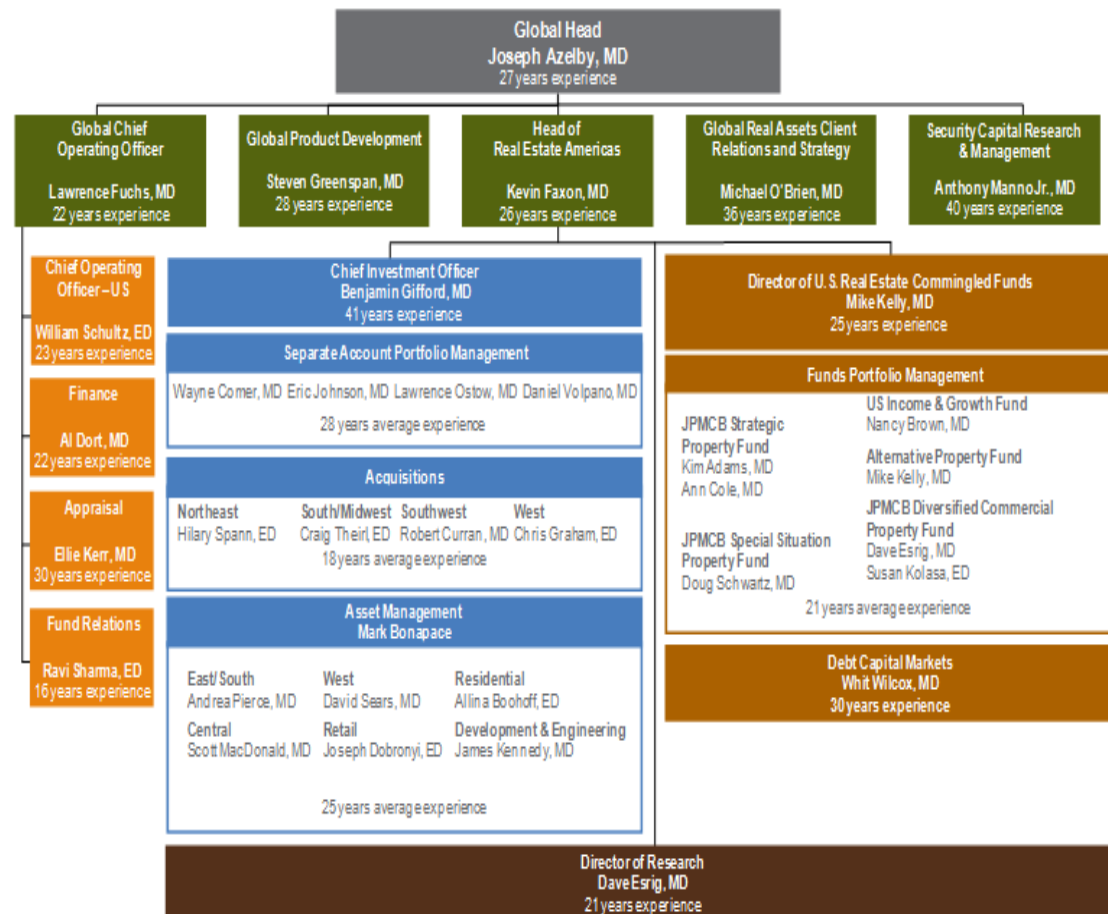 Global Head
Joseph Azelby, MD
27 years experience
Global Chief
Operating Officer
Lawrence Fuchs, MD
22 years experience
Global Product Development
Steven Greenspan, MD
28 years experience
Head of
Real Estate Americas
Kevin Faxon, MD
26 years experience
Global Real Assets Client
Relations and Strategy
Michael O'Brien, MD
36 years experience
Security Capital Research
& Management
Anthony Manno Jr., MD
40 years experience
Chief Operating
Officer – US
William Schultz, ED
23 years experience
Finance
Al Dort, MD
22 years experience
Appraisal
Ellie Kerr, MD
30 years experience
Fund Relations
Ravi Sharma, ED
16 years experience
Chief Investment Officer
Benjamin Gifford, MD
41 years experience
Separate Account Portfolio Management
Wayne Comer, MD Eric Johnson, MD Lawrence Ostow, MD Daniel Volpano, MD
28 years average experience
Acquisitions
Northeast South/Midwest Southwest West
Hilary Spann, ED Craig Theirl, ED Robert Curran, MD Chris Graham, ED
18 years average experience
Asset Management
Mark Bonapace
East/ South West Residential
Andrea Pierce, MD David Sears, MD Allina Boohoff, ED
Central Retail Development & Engineering
Scott MacDonald, MD Joseph Dobronyi, ED James Kennedy, MD
25 years average experience
Director of U.S. Real Estate Commingled Funds
Mike Kelly, MD
25 years experience
Funds Portfolio Management
JPMCB Strategic
Property Fund
Kim Adams, MD
Ann Cole, MD
JPMCB Special Situation
Property Fund
Doug Schwartz, MD
US Income & Growth Fund
Nancy Brown, MD
Alternative Property Fund
Mike Kelly, MD
JPMCB Diversified Commercial
Property Fund
Dave Esrig, MD
Susan Kolasa, ED
21 years average experience
Debt Capital Markets
Whit Wilcox, MD
30 years experience
Director of Research
Dave Esrig, MD
21 years experience